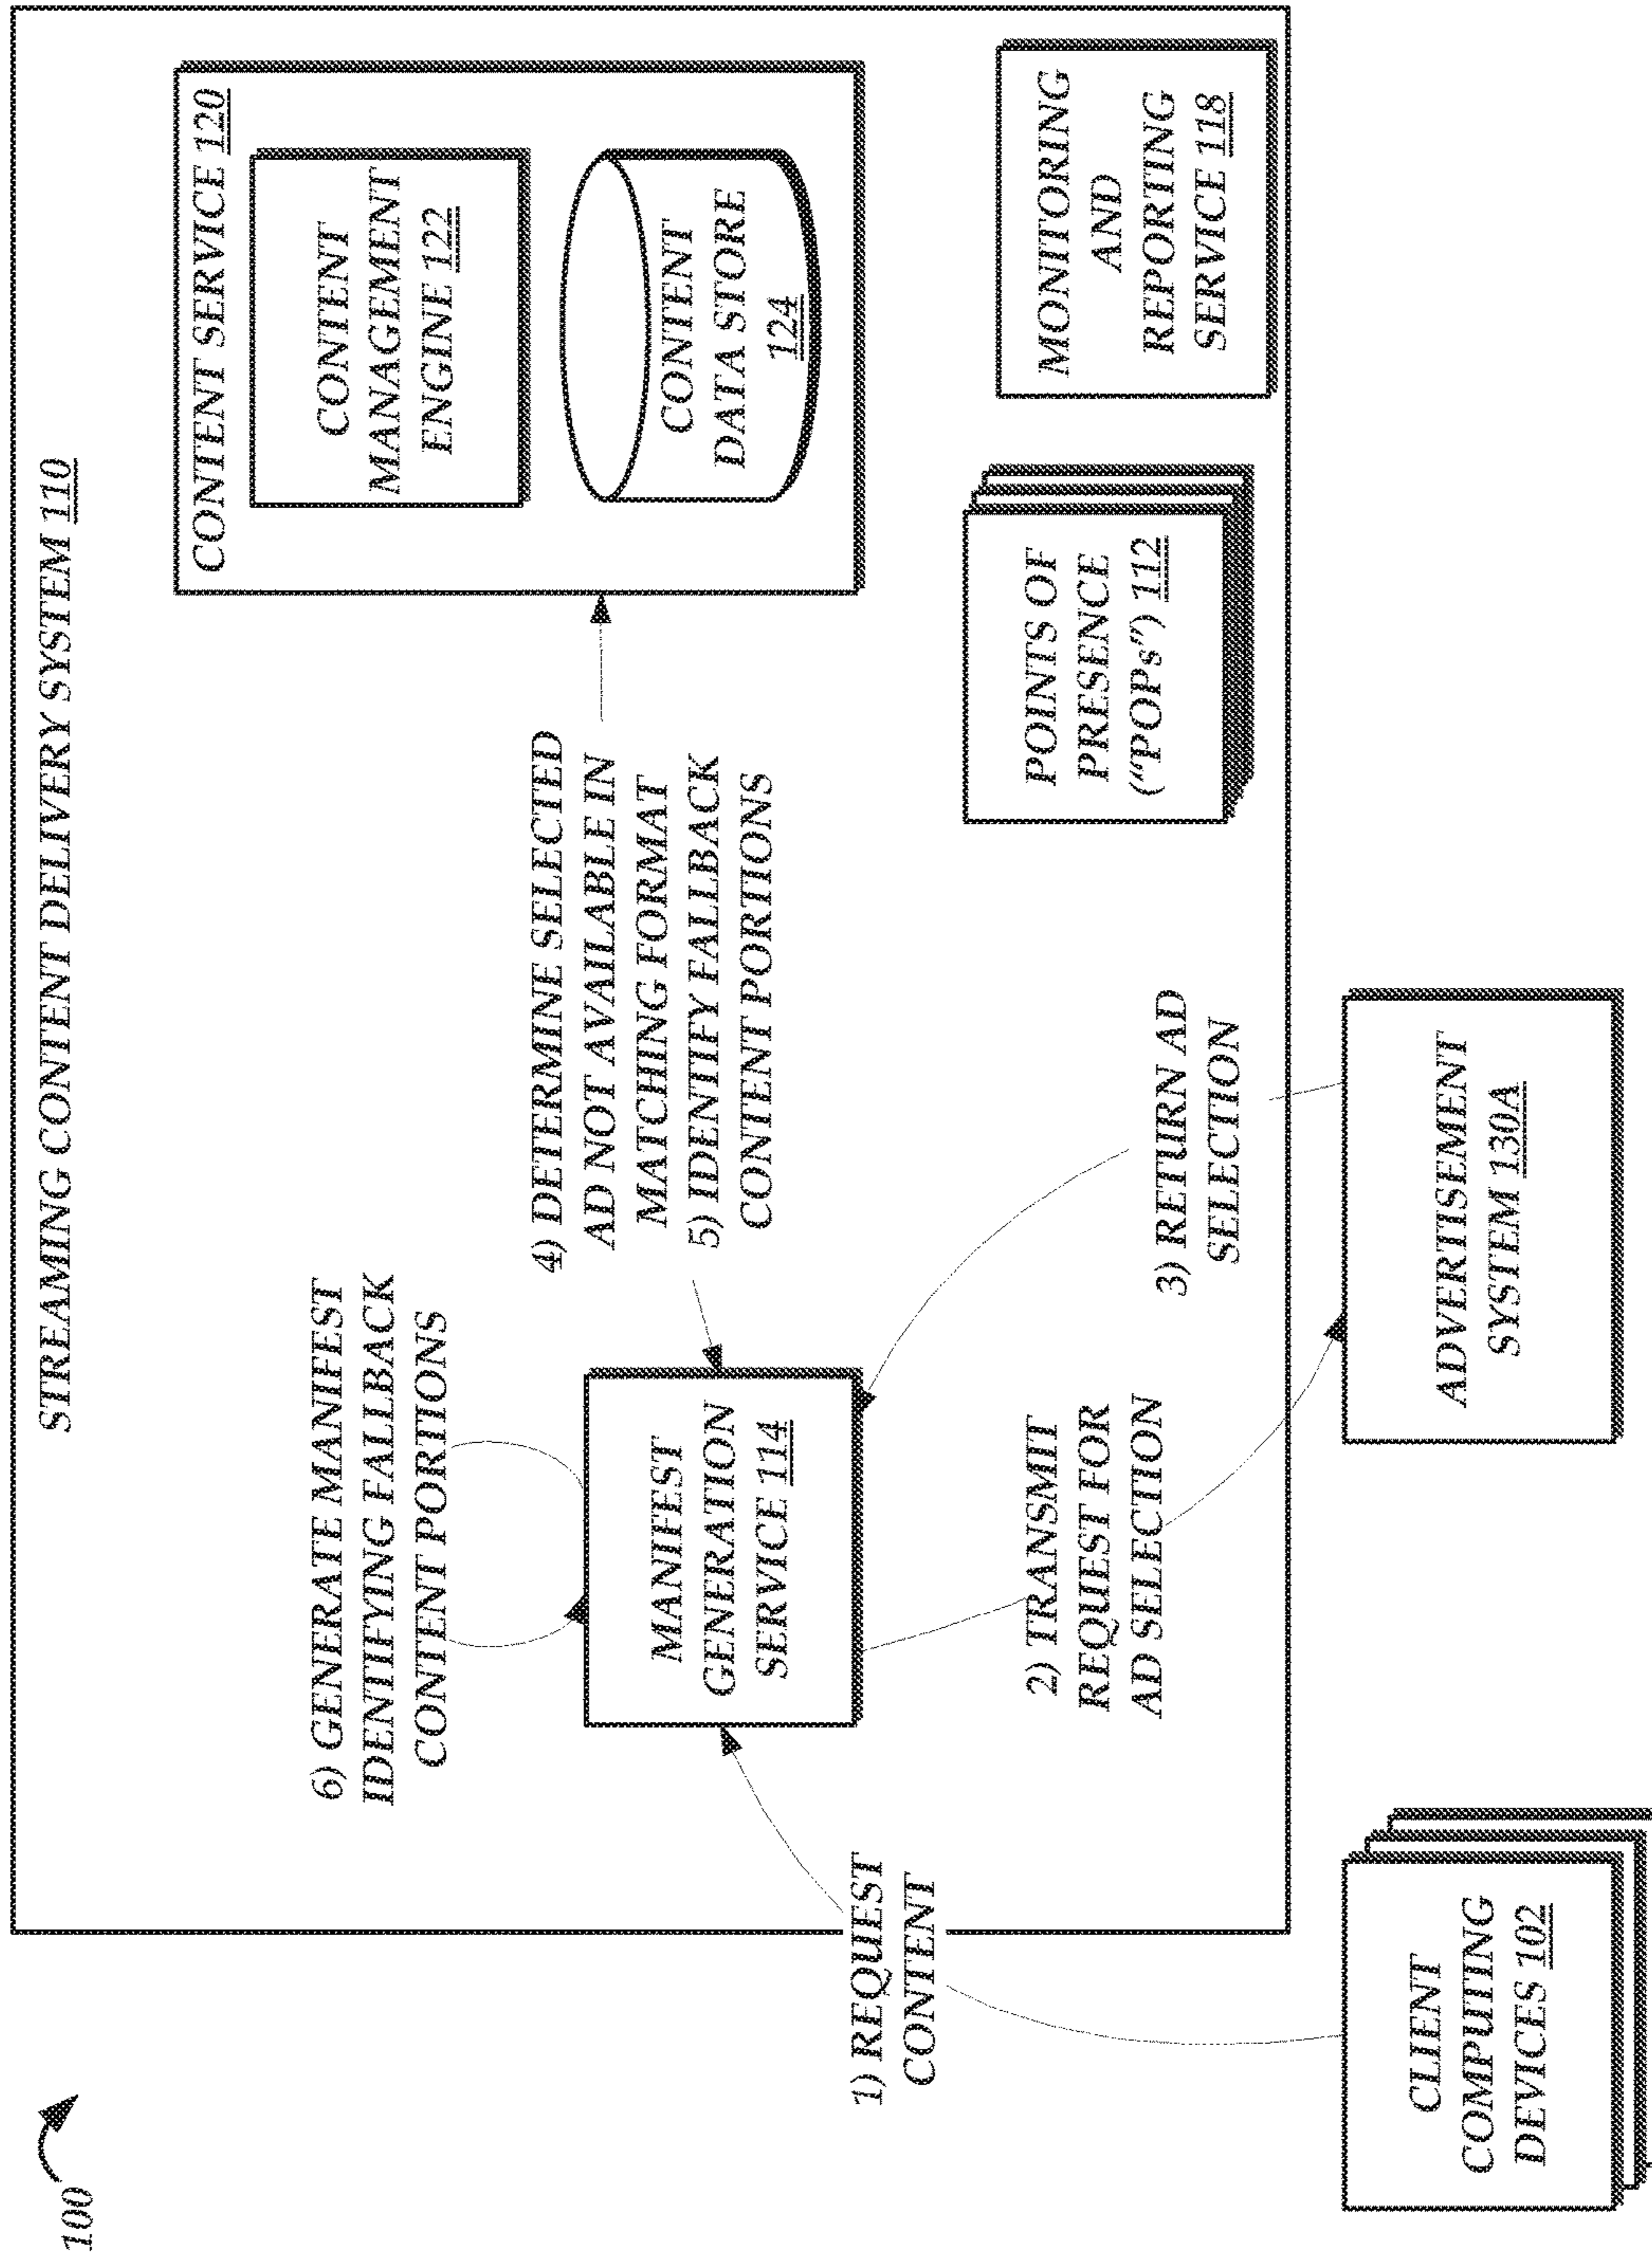 100
STREAMING CONTENT DELIVERY SYSTEM 110
6) GENERATE MANIFEST
IDENTIFYING FALLBACK
CONTENT PORTIONS
CONTENT SERVICE 120
CONTENT
MANAGEMENT
ENGINE 122
CONTENT
DATA STORE
124
4) DETERMINE SELECTED
AD NOT AVAILABLE IN
MATCHING FORMAT
5) IDENTIFY FALLBACK
CONTENT PORTIONS
MANIFEST
GENERATION
SERVICE 114
1) REQUEST
CONTENT
2) TRANSMIT
REQUEST FOR
AD SELECTION
3) RETURN AD
SELECTION
POINTS OF
PRESENCE
("POPs") 112
MONITORING
AND
REPORTING
SERVICE 118
CLIENT
COMPUTING
DEVICES 102
ADVERTISEMENT
SYSTEM 130A